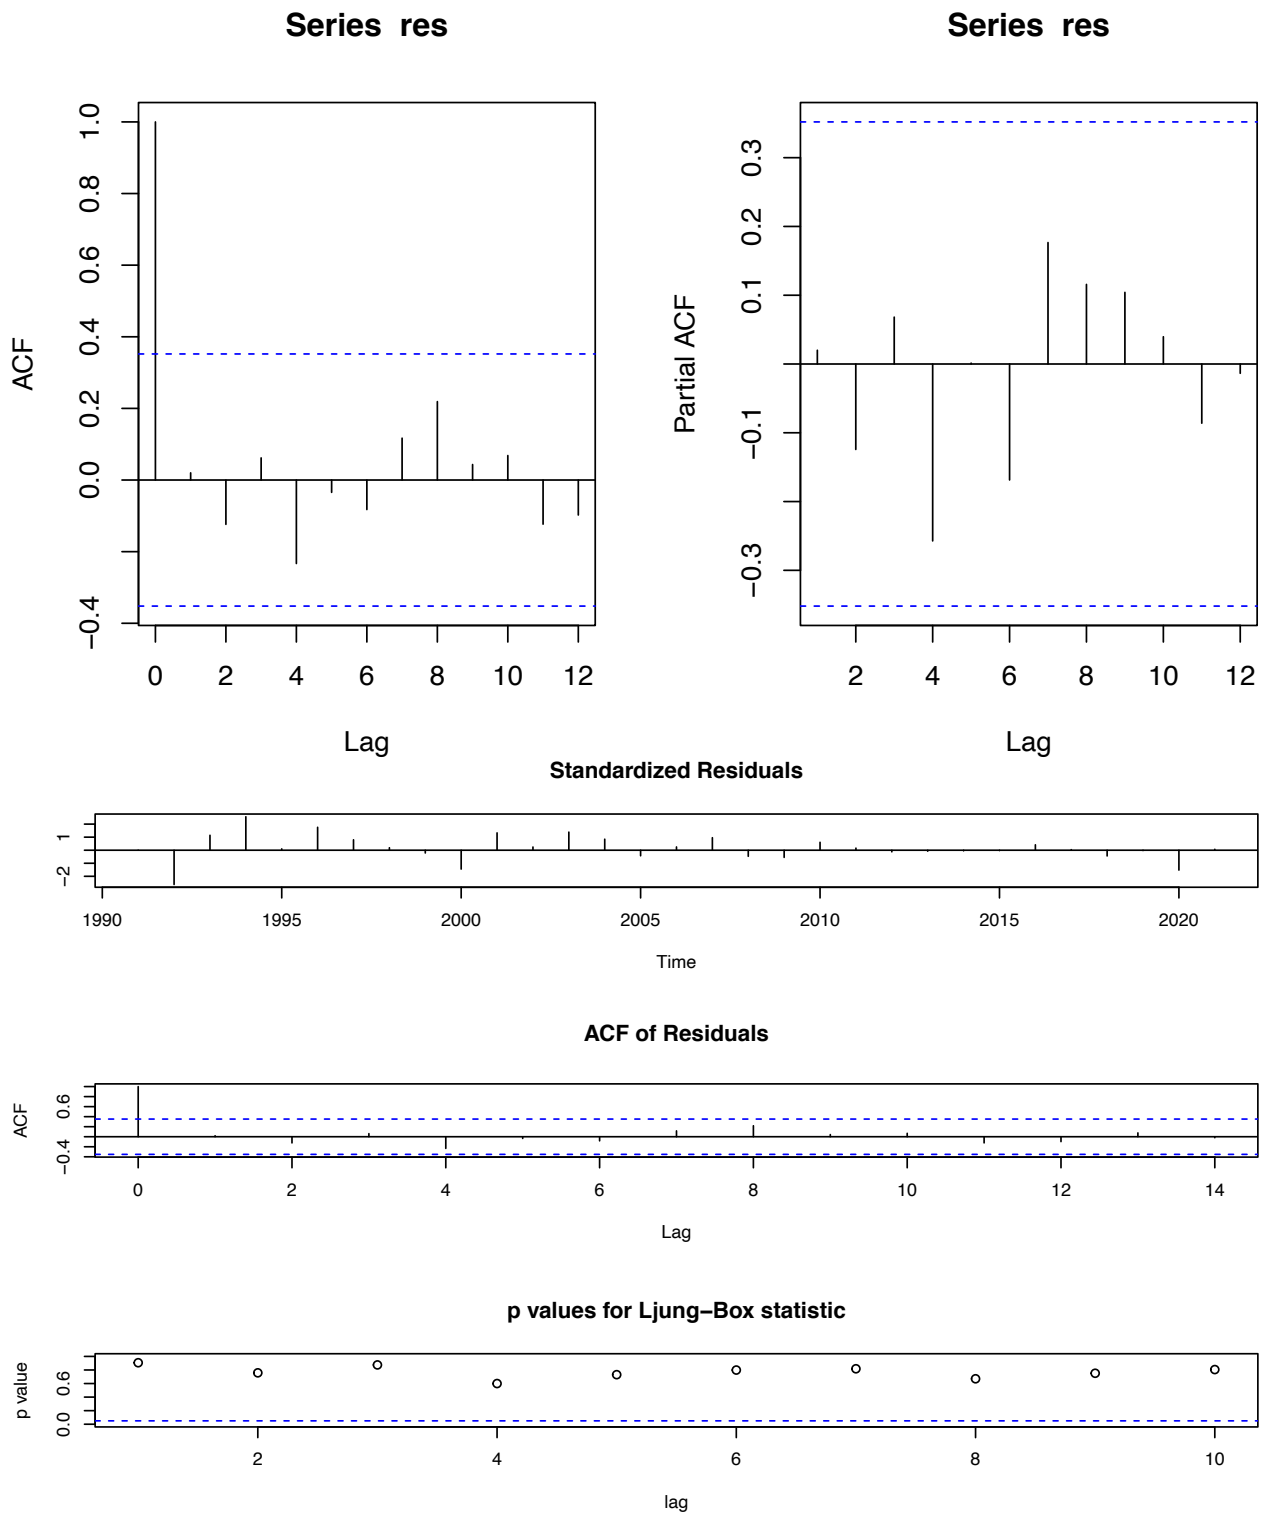 Series res
ACF
1.0
0.8
0.6
0.4
0.2
0.0
−0.4
0 2 4 6 8 10 12
Lag
Series res
Partial ACF
0.3
0.2
0.1
−0.1
−0.3
2 4 6 8 10 12
Lag
Standardized Residuals
1
−2
1990 1995 2000 2005 2010 2015 2020
Time
ACF of Residuals
ACF
0.6
−0.4
0 2 4 6 8 10 12 14
Lag
p values for Ljung−Box statistic
p value
0.6
0.0
2 4 6 8 10
lag